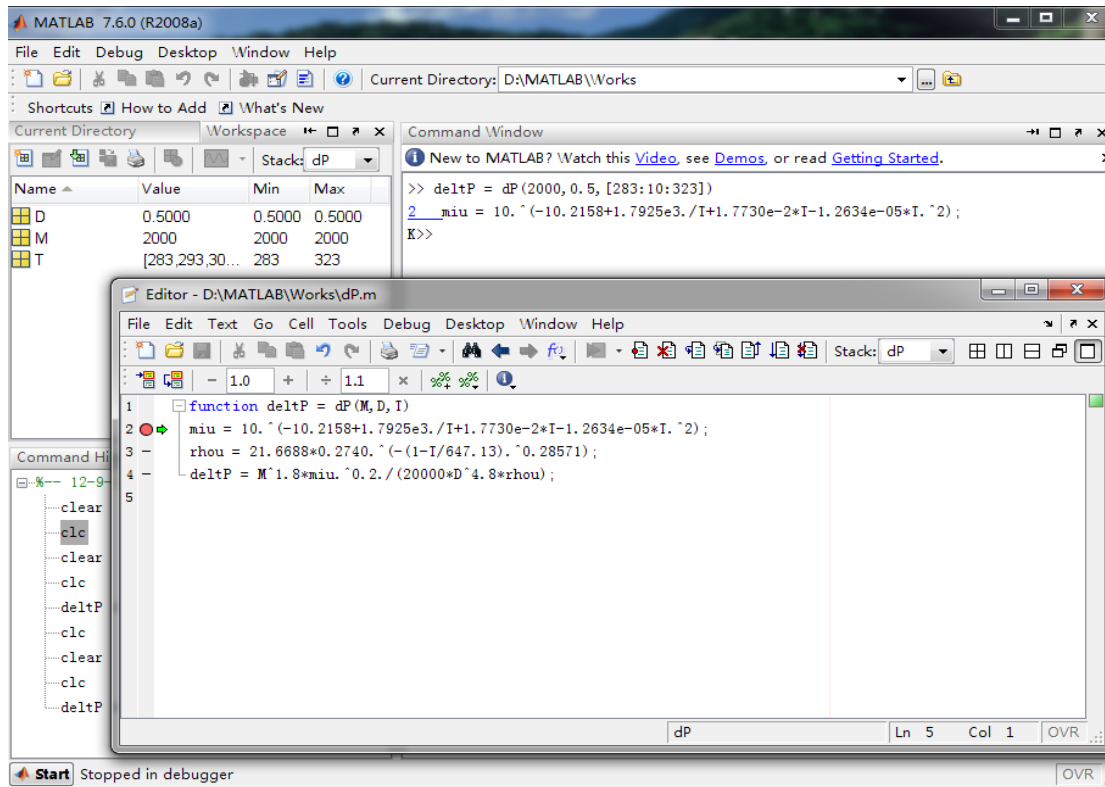 MATLAB 7.6.0 (R2008a)
File Edit Debug Desktop Window Help
Current Directory: D:\MATLAB\Works
Shortcuts How to Add What's New
Current Directory Workspace
Stack: dP
Name Value Min Max
D 0.5000 0.5000 0.5000
M 2000 2000 2000
T [283,293,30... 283 323
Command Window
New to MATLAB? Watch this Video, see Demos, or read Getting Started.
>> deltP = dP(2000,0.5,[283:10:323])
2 miu = 10.^(-10.2158+1.7925e3./T+1.7730e-2*T-1.2634e-05*T.^2);
K>>
Editor - D:\MATLAB\Works\dP.m
File Edit Text Go Cell Tools Debug Desktop Window Help
Stack: dP
- 1.0 + ÷ 1.1 ×
1 function deltP = dP(M,D,T)
2 miu = 10.^(-10.2158+1.7925e3./T+1.7730e-2*T-1.2634e-05*T.^2);
3 - rhou = 21.6688*0.2740.^(-(1-T/647.13).^0.28571);
4 - deltP = M^1.8*miu.^0.2./(20000*D^4.8*rhou);
5
dP Ln 5 Col 1 OVR
Command Hi
%-- 12-9-
clear
clc
clear
clc
deltP
clc
clear
clc
deltP
Start Stopped in debugger
OVR